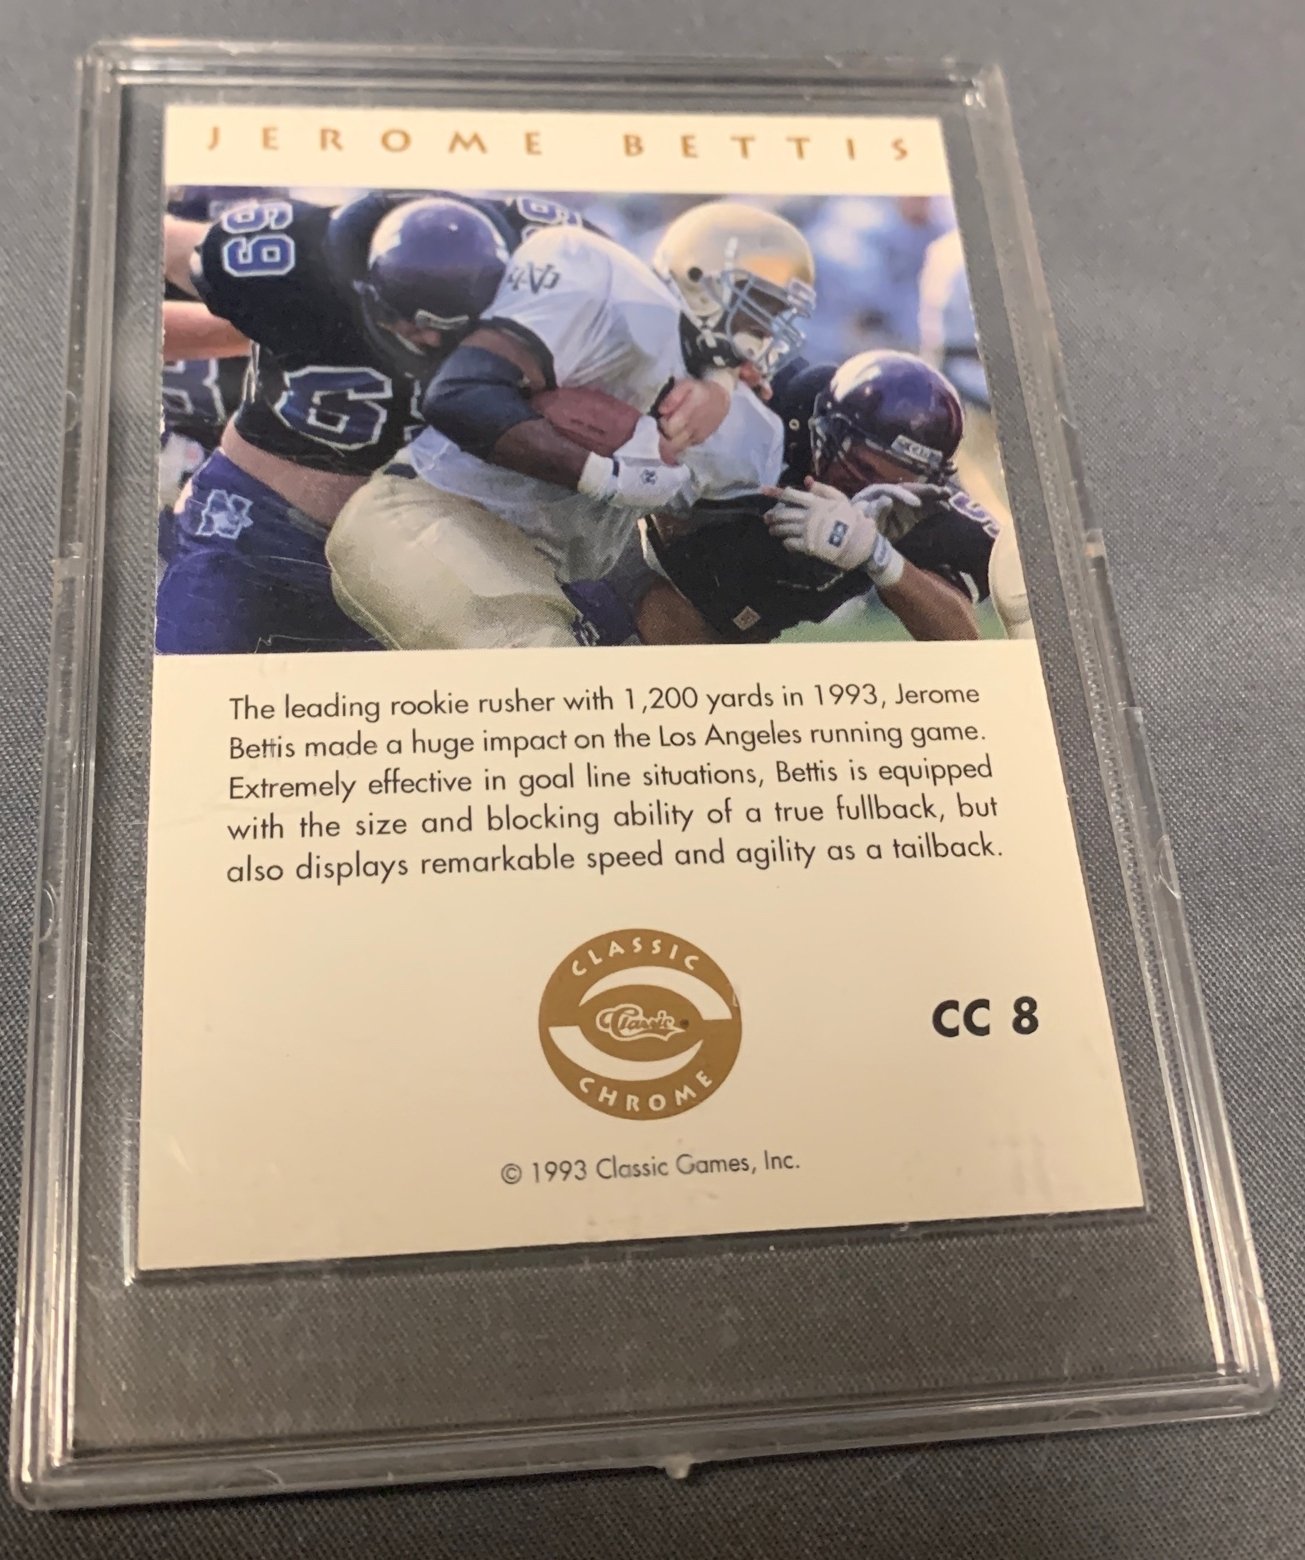 JEROME BETTIS
69
6
N
The leading rookie rusher with 1,200 yards in 1993, Jerome
Bettis made a huge impact on the Los Angeles running game.
Extremely effective in goal line situations, Bettis is equipped
with the size and blocking ability of a true fullback, but
also displays remarkable speed and agility as a tailback.
CLASSIC
Classic
CHROME
CC 8
© 1993 Classic Games, Inc.